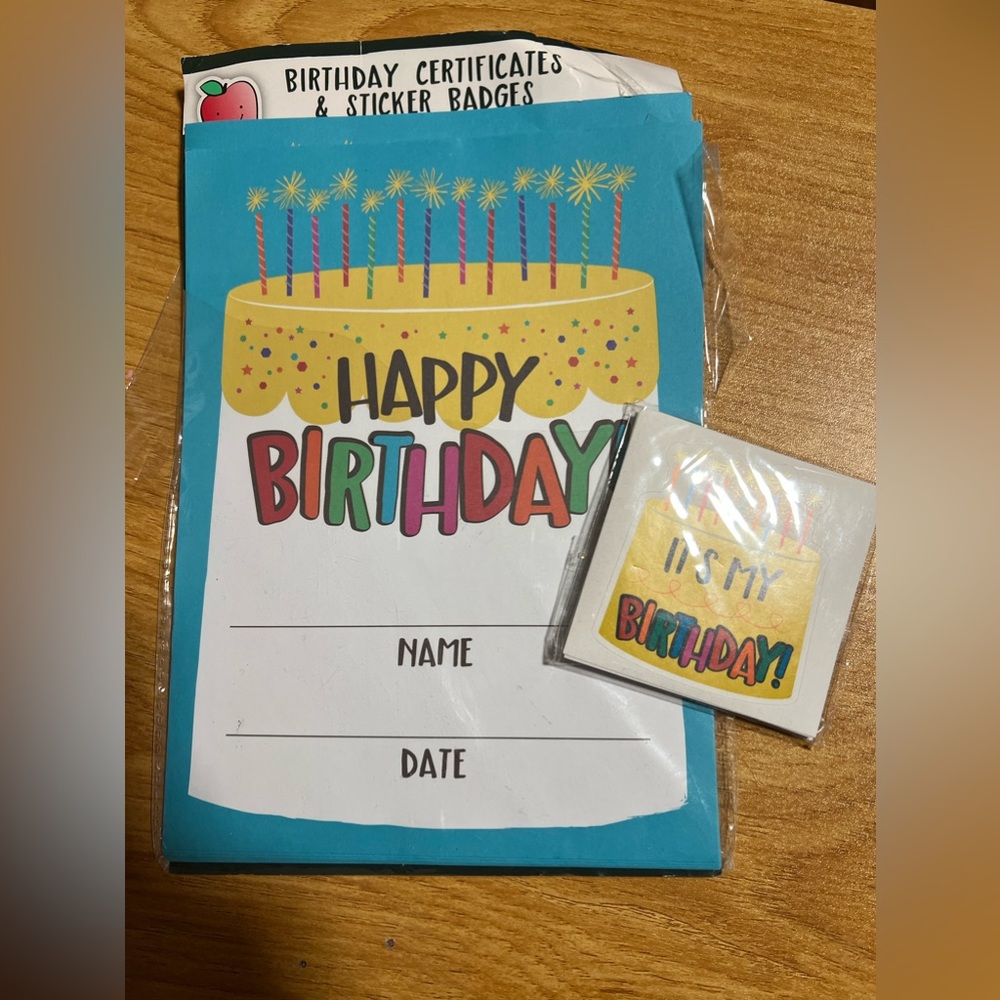 BIRTHDAY CERTIFICATES
& STICKER BADGES
HAPPY
BIRTHDAY!
NAME
DATE
IT'S MY
BIRTHDAY!